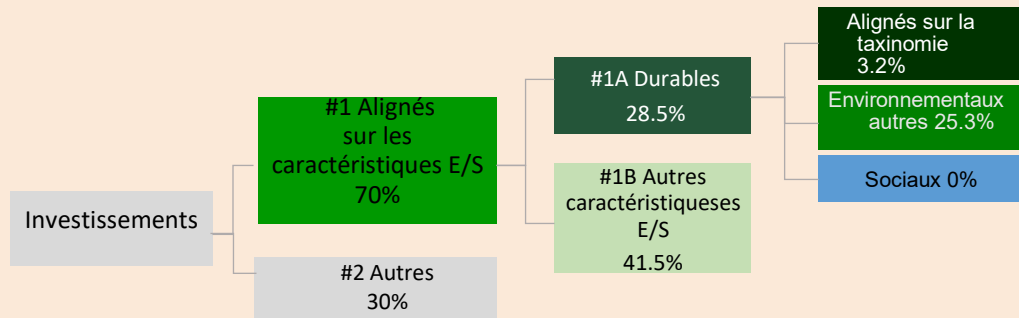 Investissements
#1 Alignés
sur les
caractéristiques E/S
70%
#2 Autres
30%
#1A Durables
28.5%
#1B Autres
caractéristiqueses
E/S
41.5%
Alignés sur la
taxinomie
3.2%
Environnementaux
autres 25.3%
Sociaux 0%